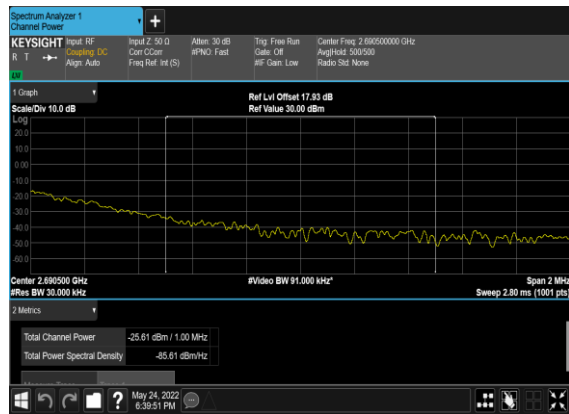 Spectrum Analyzer 1
Channel Power
+
KEYSIGHT Input: RF Input Z: 50 Ω Atten: 30 dB Trig: Free Run Center Freq: 2.690500000 GHz
R T Coupling: DC Corr CCorr #PNO: Fast Gate: Off Avg|Hold: 500/500
Align: Auto Freq Ref: Int (S) #IF Gain: Low Radio Std: None
1 Graph
Ref Lvl Offset 17.93 dB
Scale/Div 10.0 dB Ref Value 30.00 dBm
Log
20.0
10.0
0.00
-10.0
-20.0
-30.0
-40.0
-50.0
-60.0
Center 2.690500 GHz #Video BW 91.000 kHz* Span 2 MHz
#Res BW 30.000 kHz Sweep 2.80 ms (1001 pts)
2 Metrics
Total Channel Power -25.61 dBm / 1.00 MHz
Total Power Spectral Density -85.61 dBm/Hz
? May 24, 2022
6:39:51 PM